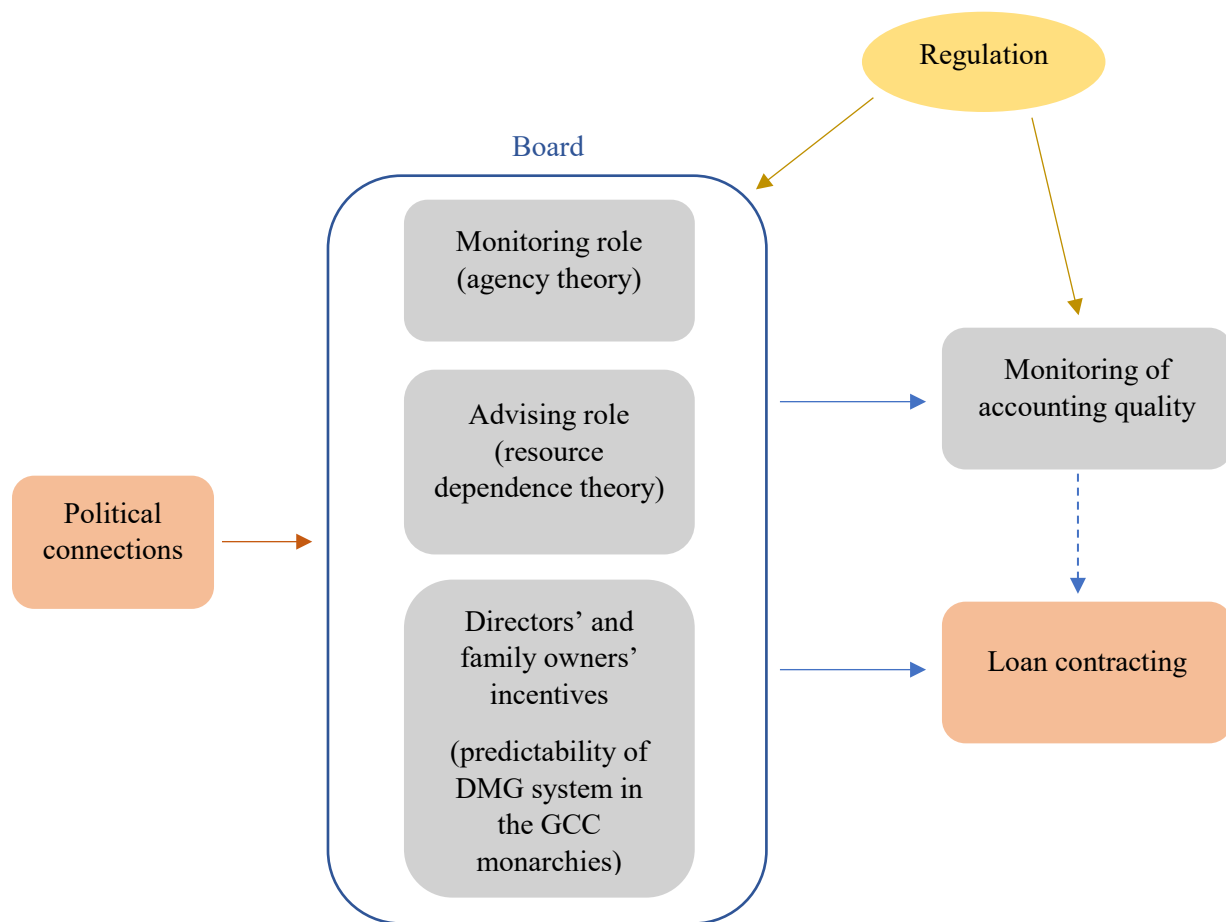 Regulation
Board
Monitoring role
(agency theory)
Advising role
(resource
dependence theory)
Directors’ and
family owners’
incentives
(predictability of
DMG system in
the GCC
monarchies)
Political
connections
Monitoring of
accounting quality
Loan contracting